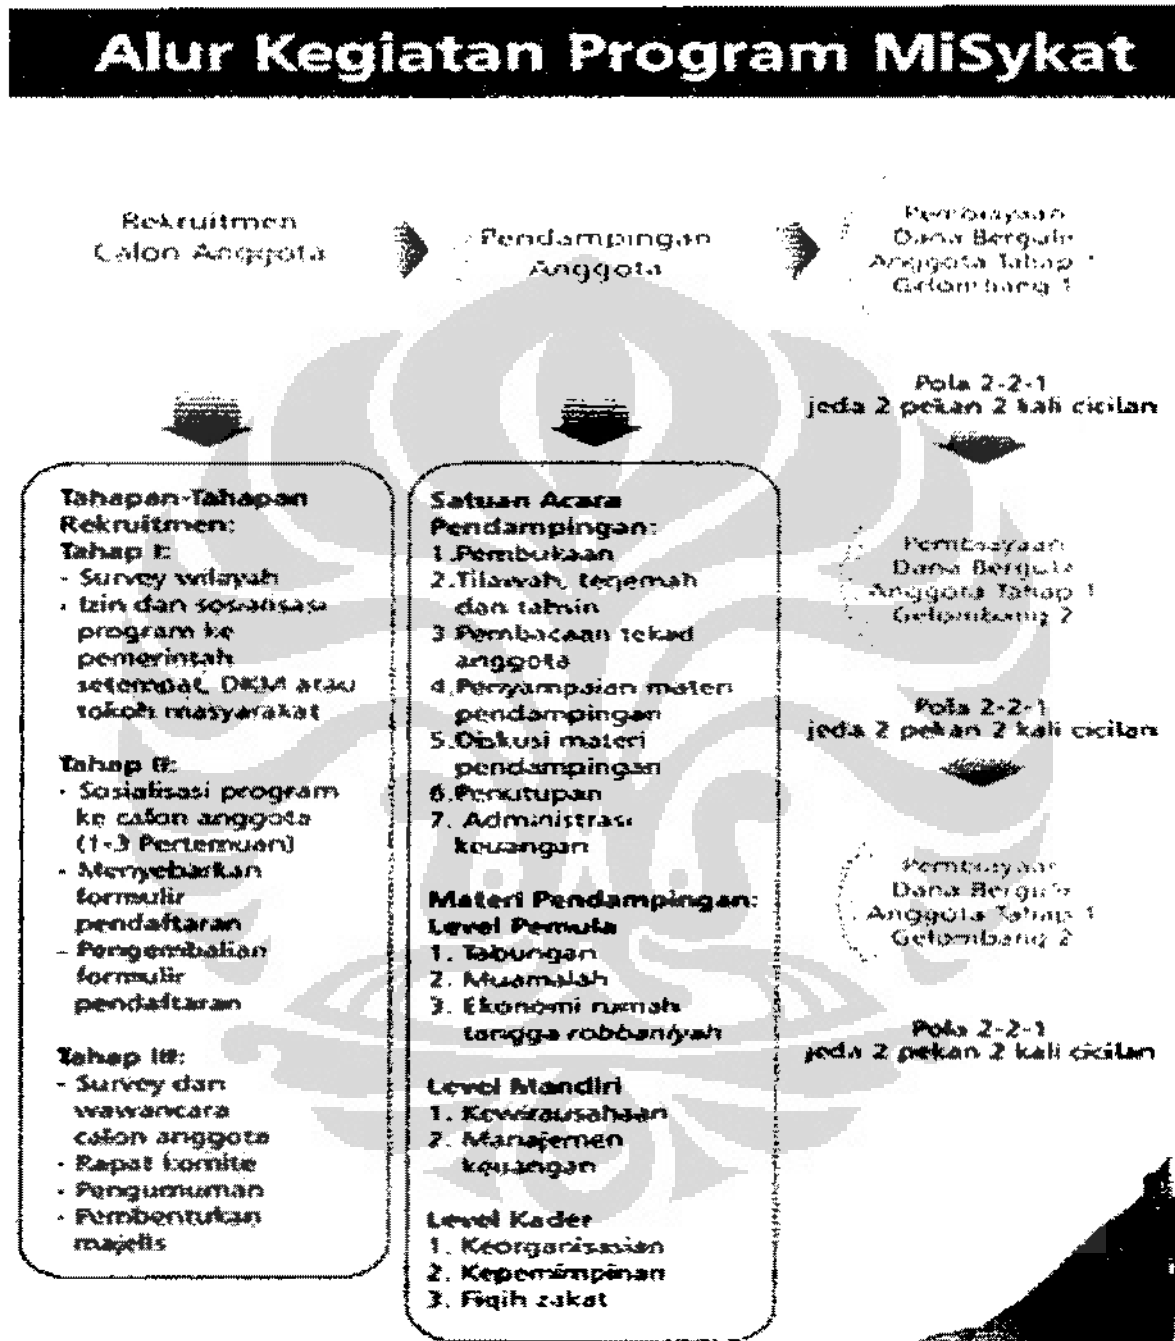 Alur Kegiatan Program MiSykat
Rekruitmen
Calon Anggota
Pendampingan
Anggota
Pembiayaan
Dana Bergulir
Anggota Tahap 1
Gelombang 1
Pola 2-2-1
jeda 2 pekan 2 kali cicilan
Pembiayaan
Dana Bergulir
Anggota Tahap 1
Gelombang 2
Pola 2-2-1
jeda 2 pekan 2 kali cicilan
Pembiayaan
Dana Bergulir
Anggota Tahap 1
Gelombang 2
Pola 2-2-1
jeda 2 pekan 2 kali cicilan
Tahapan-Tahapan
Rekruitmen:
Tahap I:
- Survey wilayah
- Izin dan sosialisasi
program ke
pemerintah
setempat, DKM atau
tokoh masyarakat
Tahap II:
- Sosialisasi program
ke calon anggota
(1-3 Pertemuan)
- Menyebarkan
formulir
pendaftaran
- Pengembalian
formulir
pendaftaran
Tahap III:
- Survey dan
wawancara
calon anggota
- Rapat komite
- Pengumuman
- Pembentukan
majelis
Satuan Acara
Pendampingan:
1.Pembukaan
2.Tilawah, terjemah
dan tahsin
3.Pembacaan tekad
anggota
4.Penyampaian materi
pendampingan
5.Diskusi materi
pendampingan
6.Penutupan
7. Administrasi
keuangan
Materi Pendampingan:
Level Pemula
1. Tabungan
2. Muamalah
3. Ekonomi rumah
tangga robbaniyah
Level Mandiri
1. Kewirausahaan
2. Manajemen
keuangan
Level Kader
1. Keorganisasian
2. Kepemimpinan
3. Fiqih zakat